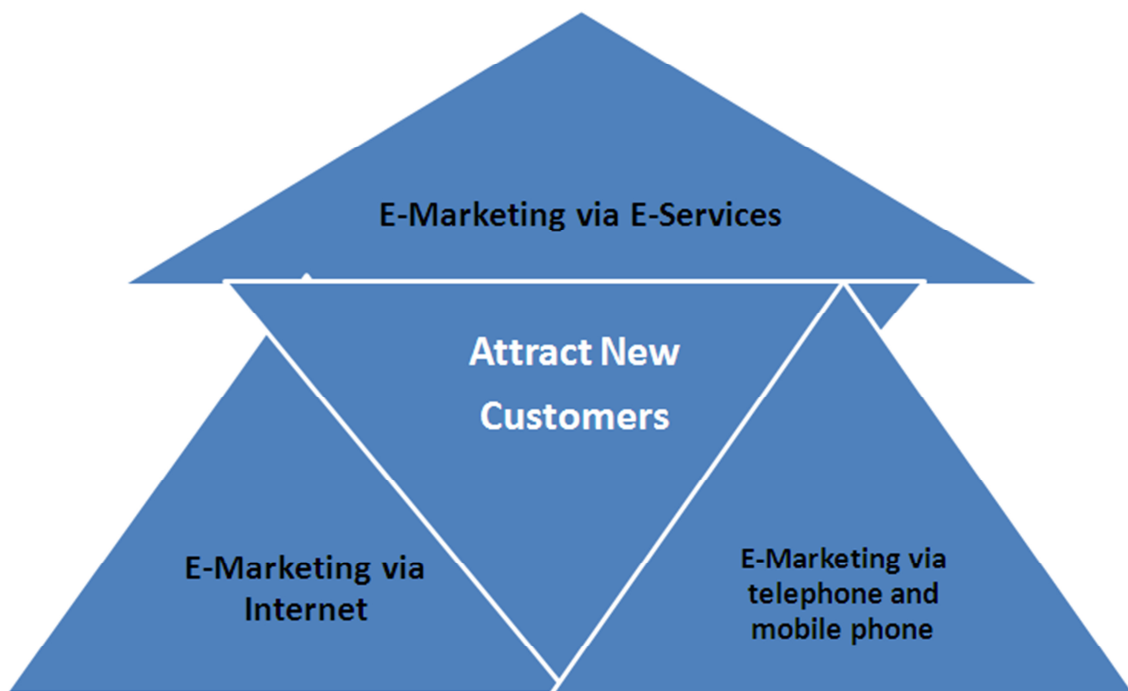 E-Marketing via E-Services
Attract New
Customers
E-Marketing via
Internet
E-Marketing via
telephone and
mobile phone